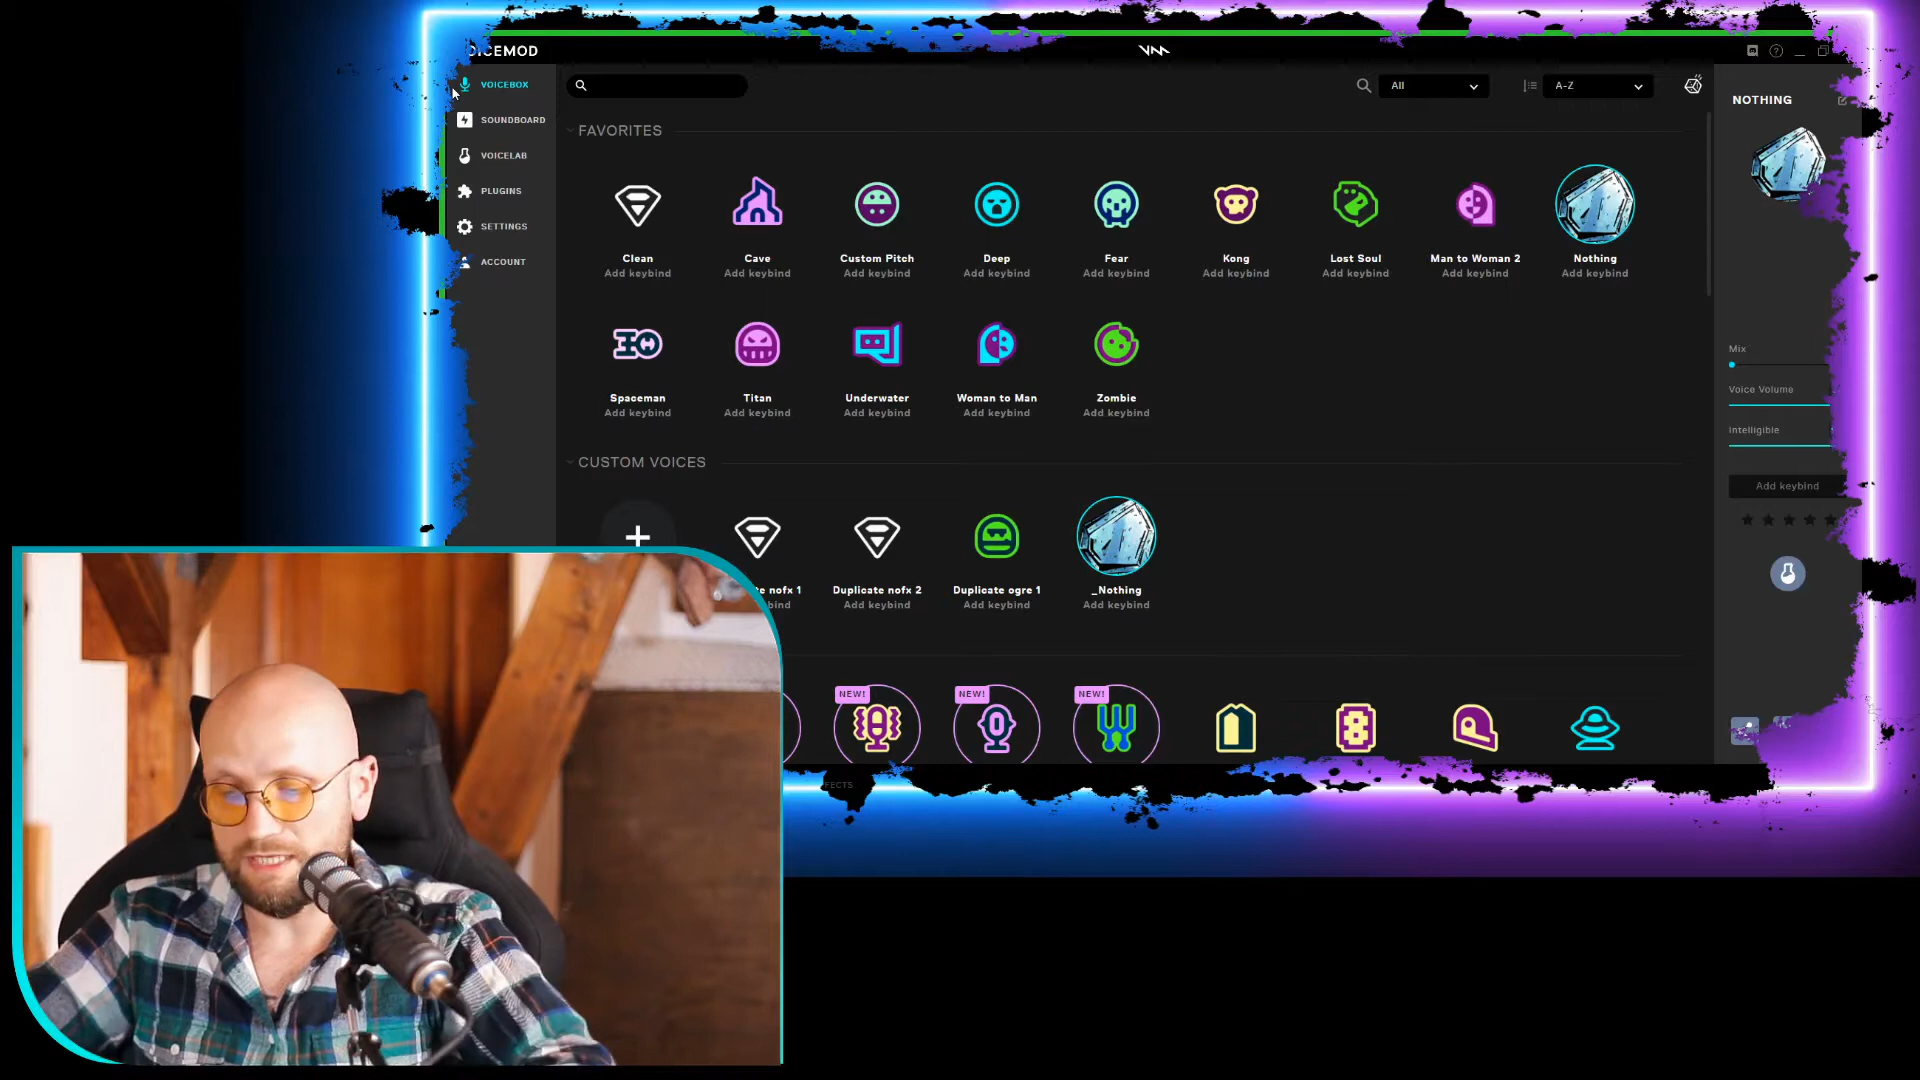 OICEMOD
VOICEBOX
All
A-Z
NOTHING
SOUNDBOARD
FAVORITES
VOICELAB
PLUGINS
SETTINGS
ACCOUNT
Clean Cave Custom Pitch Deep Fear Kong Lost Soul Man to Woman 2 Nothing
Add keybind Add keybind Add keybind Add keybind Add keybind Add keybind Add keybind Add keybind Add keybind
Mix
Voice Volume
Spaceman Titan Underwater Woman to Man Zombie
Add keybind Add keybind Add keybind Add keybind Add keybind
Intelligible
CUSTOM VOICES
Add keybind
te nofx 1 Duplicate nofx 2 Duplicate ogre 1 _Nothing
bind Add keybind Add keybind Add keybind
NEW! NEW! NEW!
FECTS